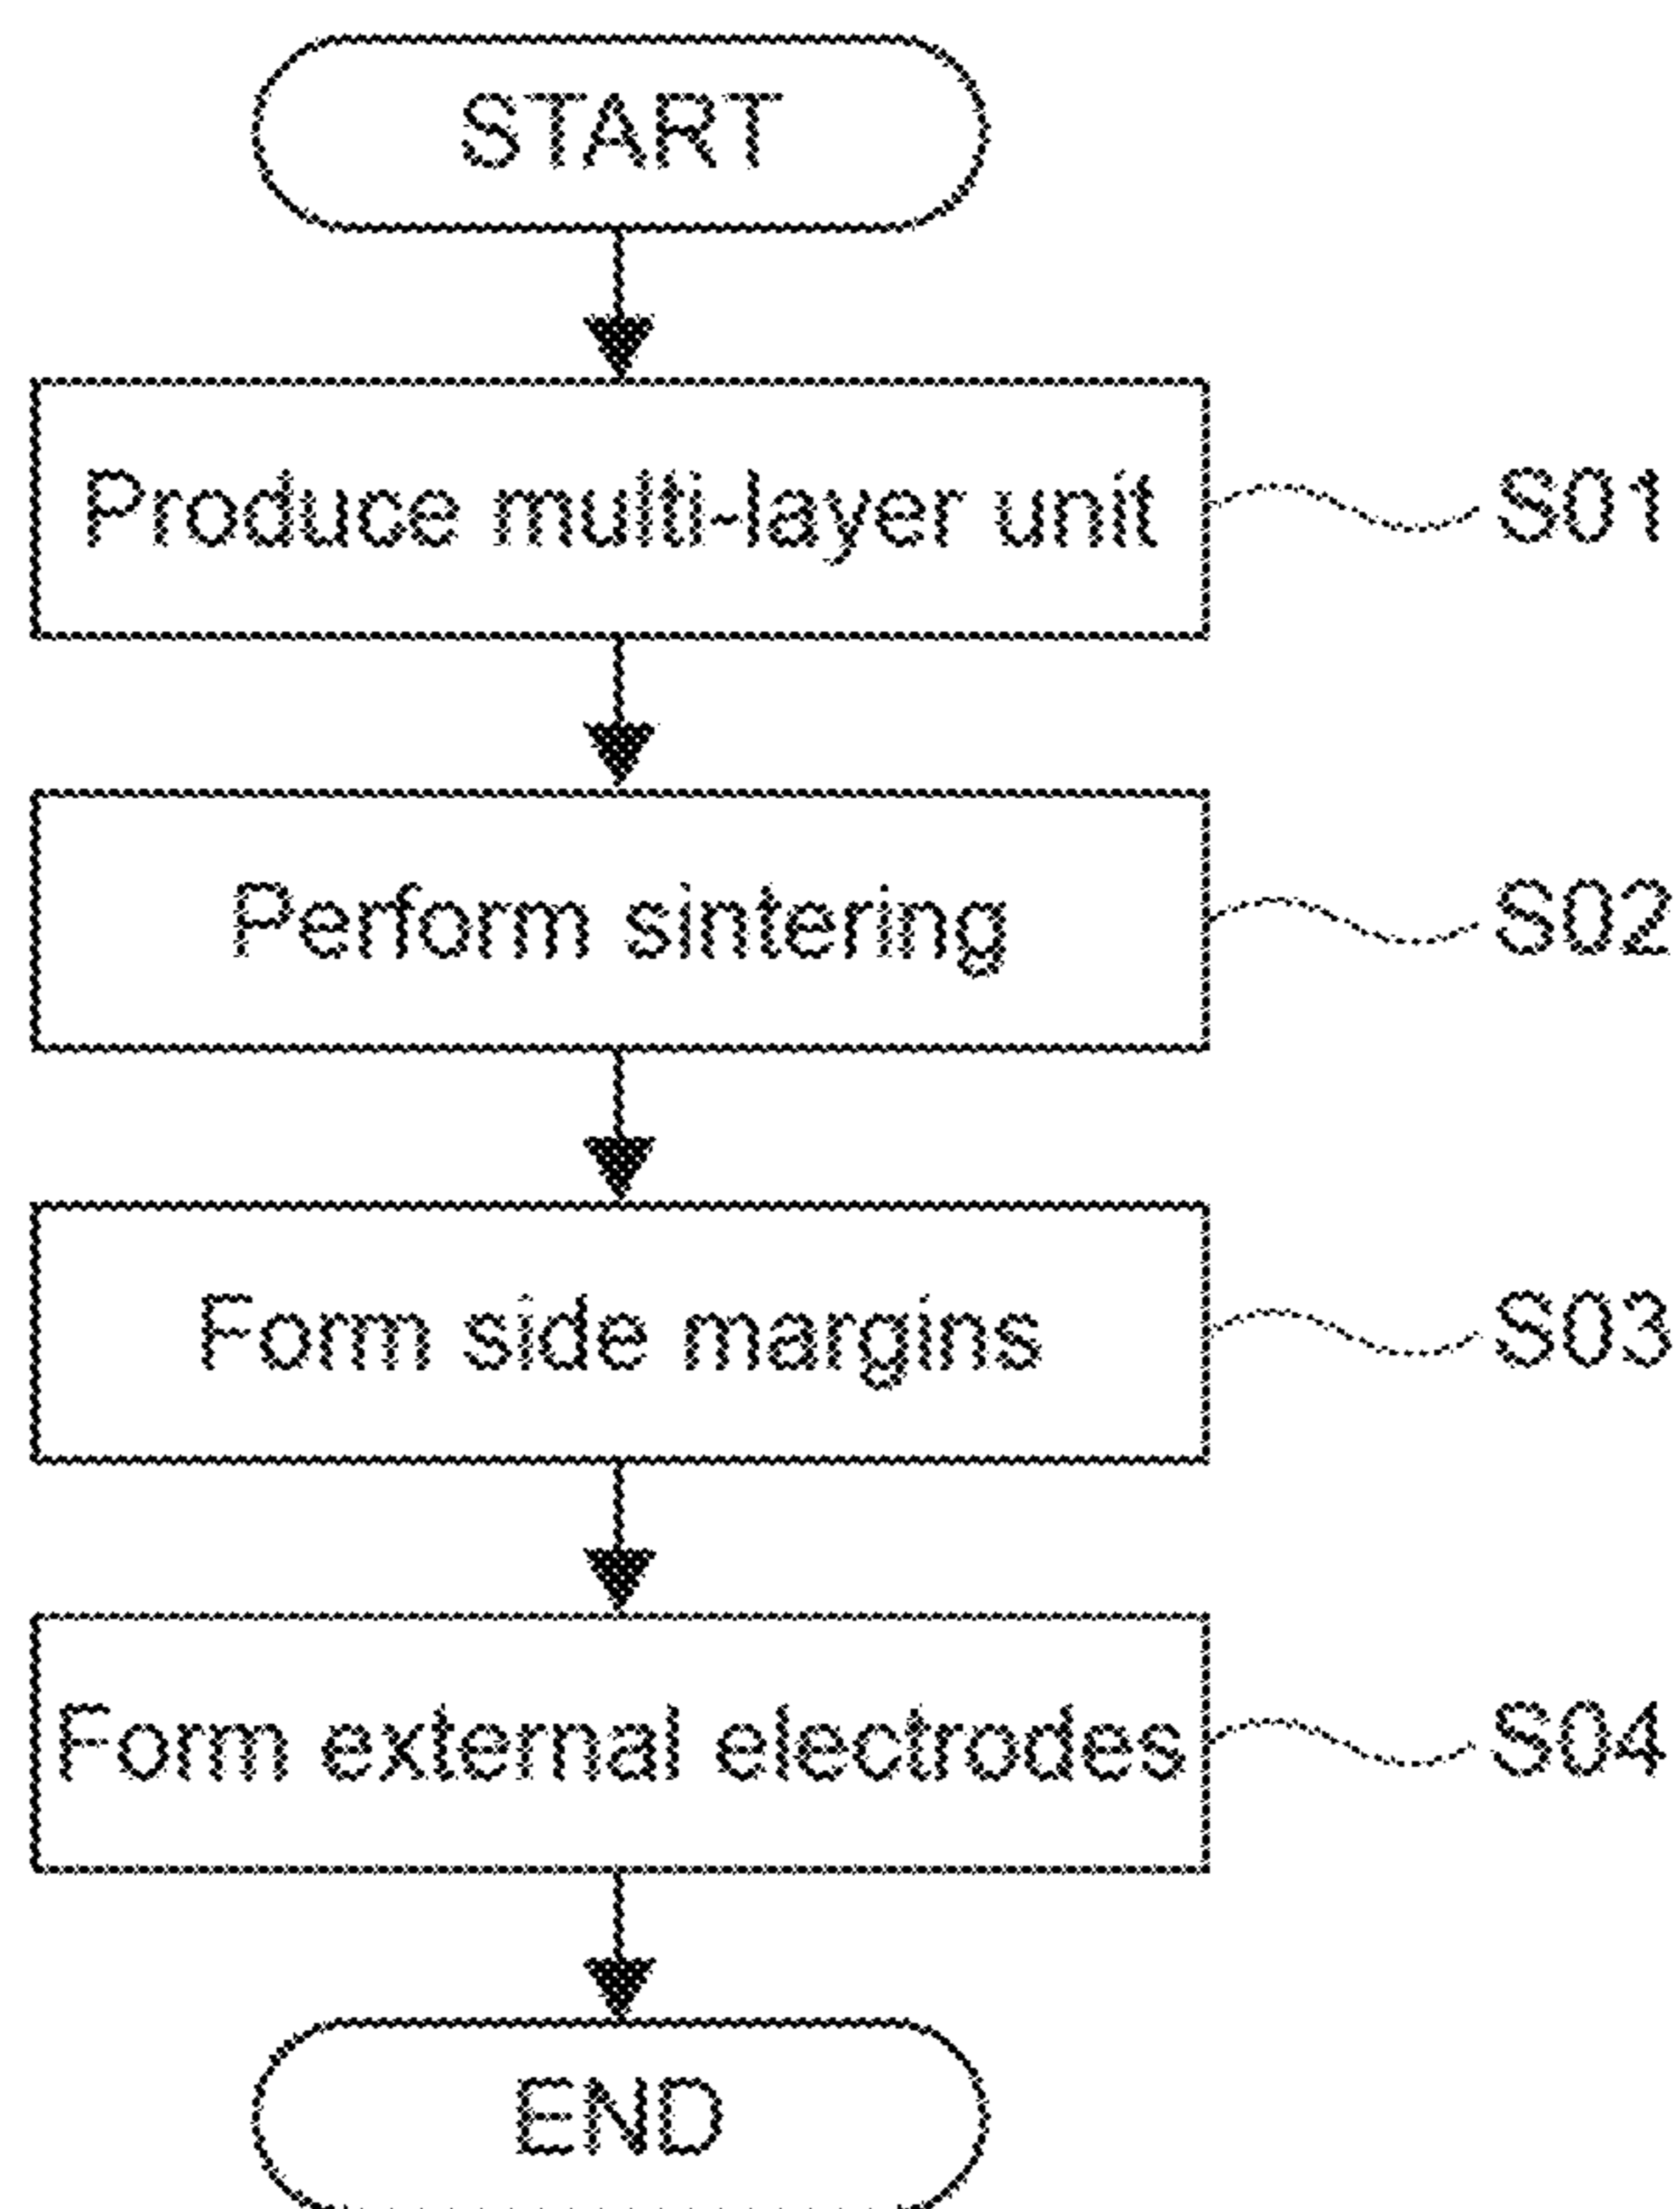 START
Produce multi-layer unit S01
Perform sintering S02
Form side margins S03
Form external electrodes S04
END